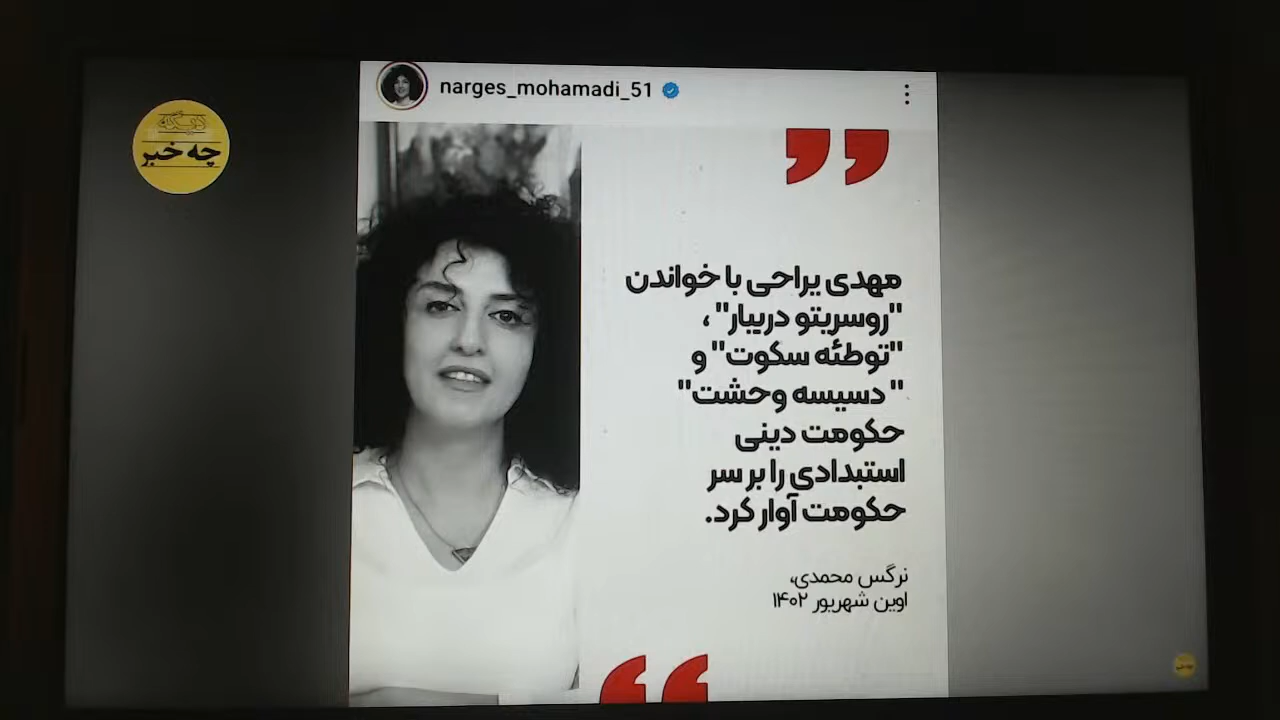 narges_mohamadi_51
دیگه
چه خبر
مهدی یراحی با خواندن
"روسریتو دربیار" ،
"توطئه سکوت" و
" دسیسه وحشت"
حکومت دینی
استبدادی را بر سر
حکومت آوار کرد.
نرگس محمدی،
اوین شهریور ۱۴۰۲